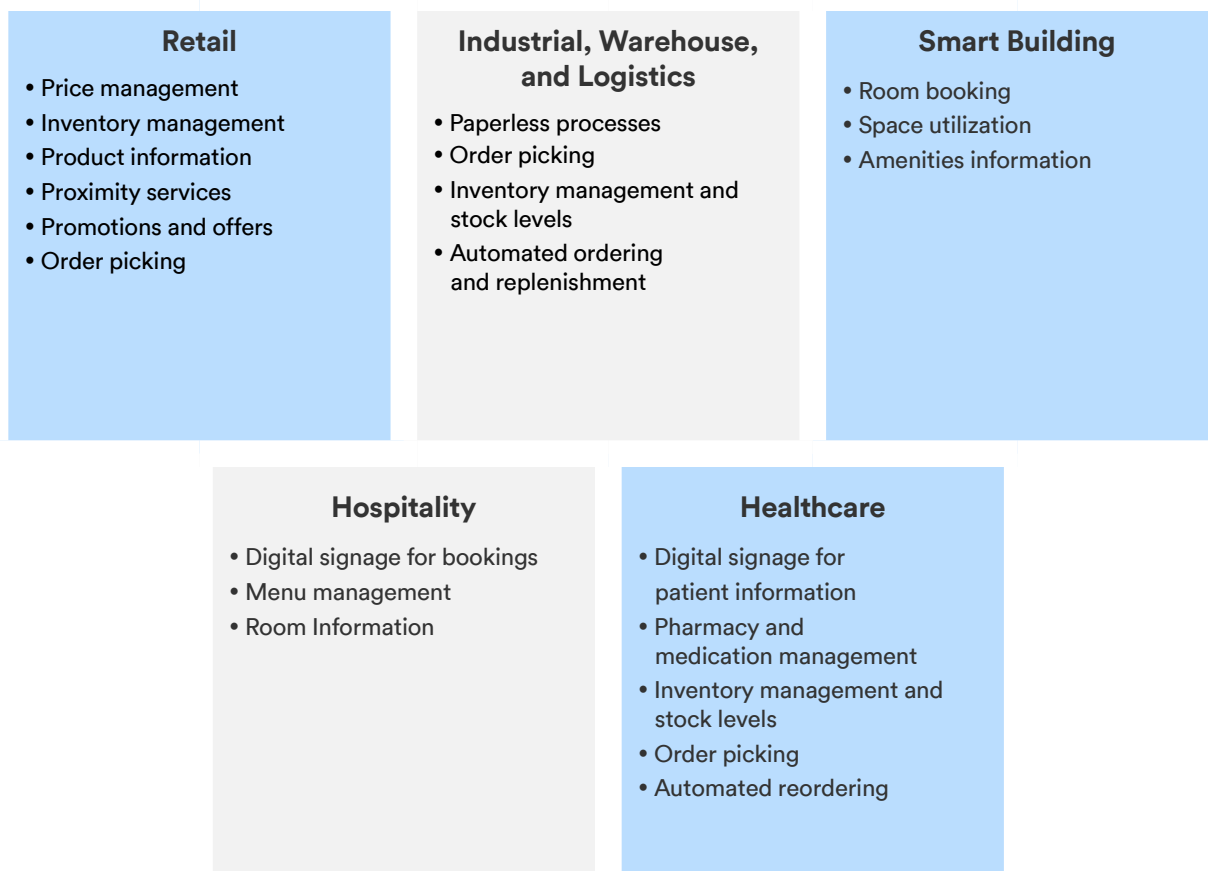 Retail
• Price management
• Inventory management
• Product information
• Proximity services
• Promotions and offers
• Order picking
Industrial, Warehouse,
and Logistics
• Paperless processes
• Order picking
• Inventory management and
stock levels
• Automated ordering
and replenishment
Smart Building
• Room booking
• Space utilization
• Amenities information
Hospitality
• Digital signage for bookings
• Menu management
• Room Information
Healthcare
• Digital signage for
patient information
• Pharmacy and
medication management
• Inventory management and
stock levels
• Order picking
• Automated reordering